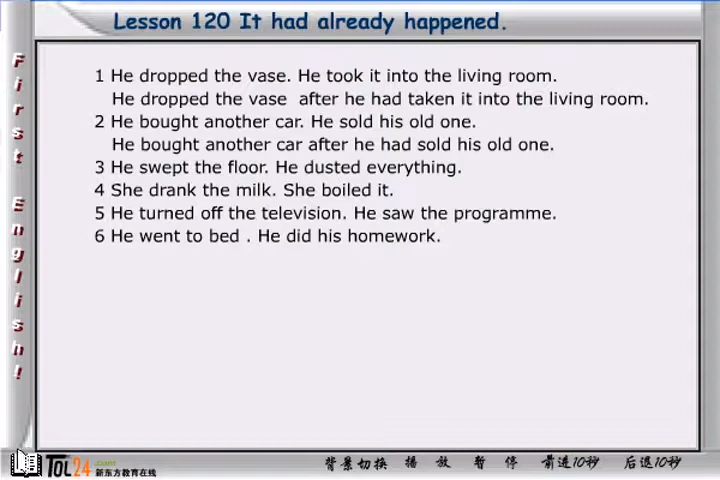 Lesson 120 It had already happened.
First English!
1 He dropped the vase. He took it into the living room.
He dropped the vase after he had taken it into the living room.
2 He bought another car. He sold his old one.
He bought another car after he had sold his old one.
3 He swept the floor. He dusted everything.
4 She drank the milk. She boiled it.
5 He turned off the television. He saw the programme.
6 He went to bed . He did his homework.
TOL24.com
新东方教育在线
背景切换 播 放 暂 停 前进10秒 后退10秒